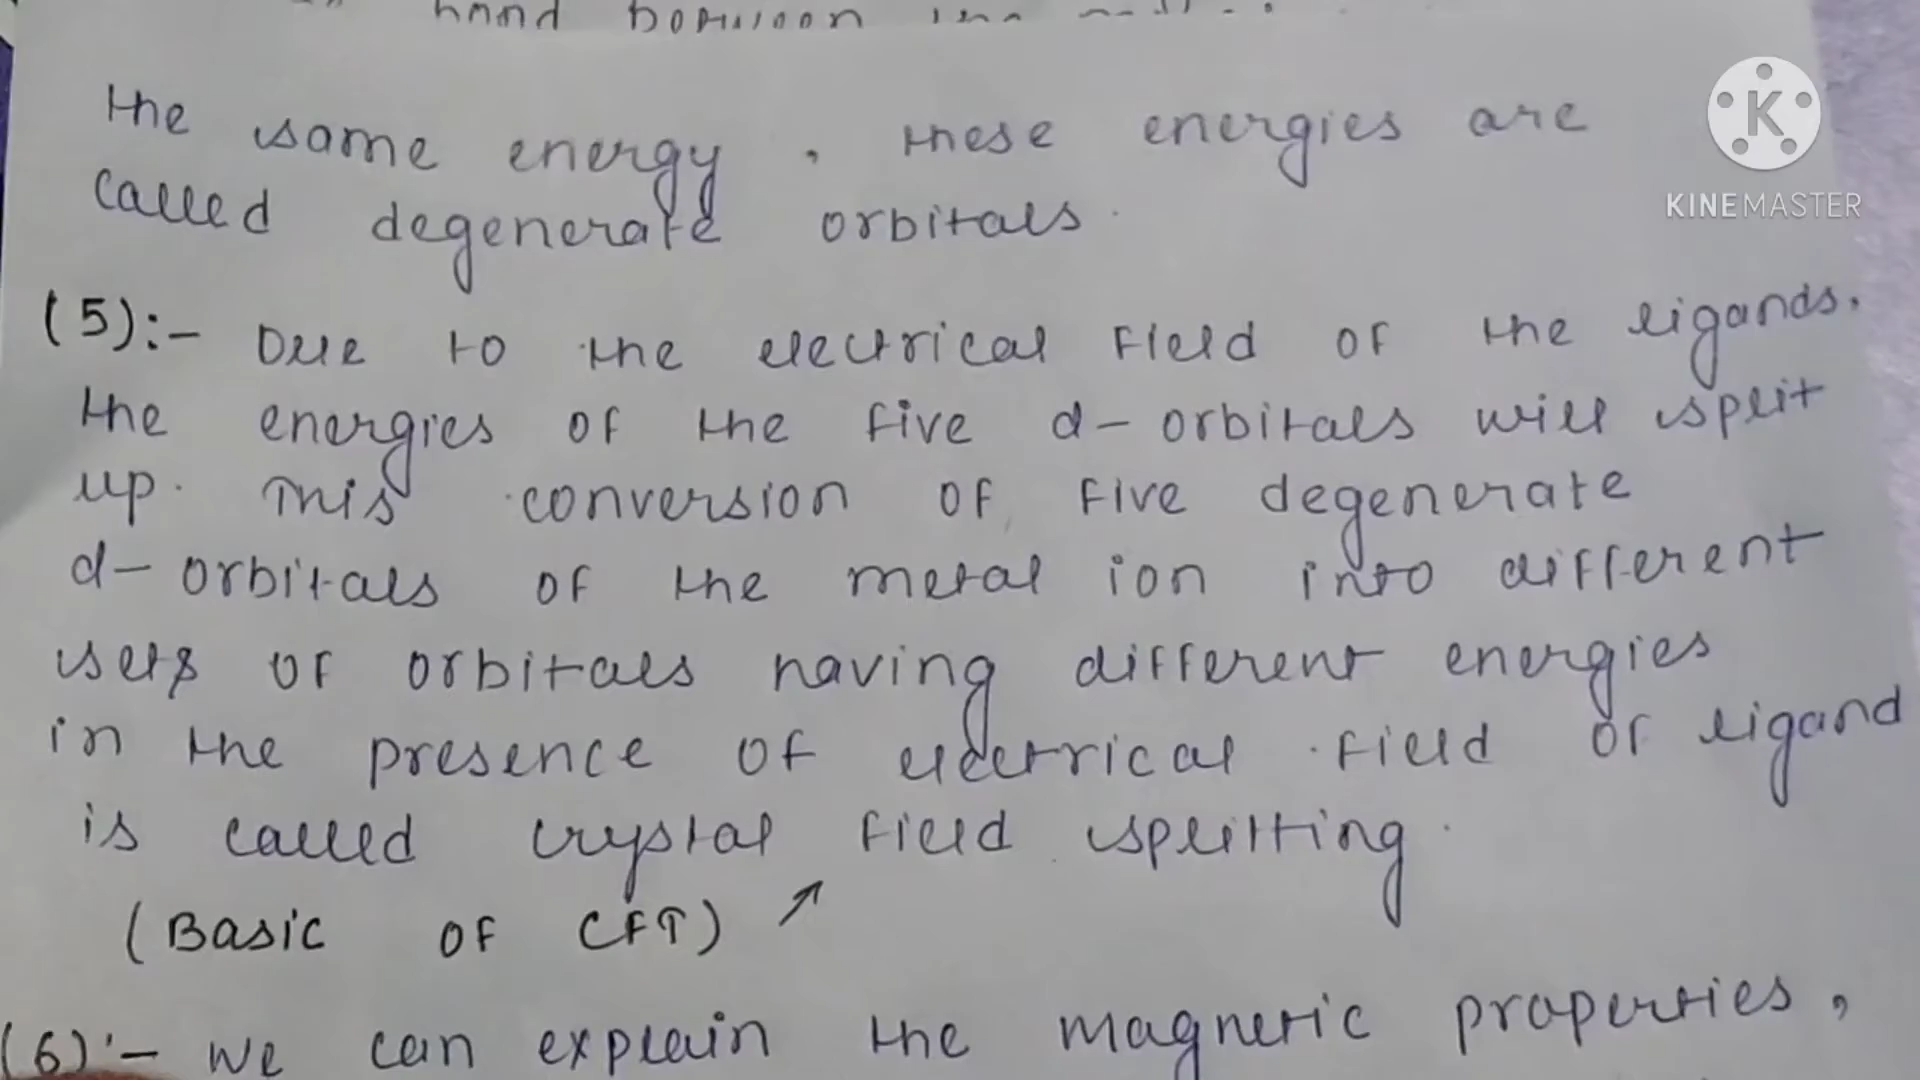 the same energy. these energies are
called degenerate orbitals.
(5):- Due to the electrical field of the ligands.
the energies of the five d-orbitals will split
up. This conversion of five degenerate
d-orbitals of the metal ion into different
sets of orbitals having different energies
in the presence of electrical field of ligand
is called crystal field splitting.
(Basic of CFT) ↗
(6):- We can explain the magnetic properties,
K
KINEMASTER